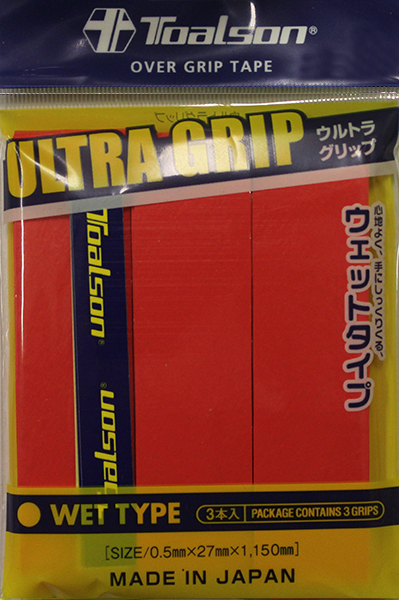 Toalson®
OVER GRIP TAPE
ULTRA GRIP
ウルトラ
グリップ
ウェットタイプ
Toalson®
Toalson
WET TYPE
3本入 PACKAGE CONTAINS 3 GRIPS
[SIZE/0.5mm×27mm×1,150mm]
MADE IN JAPAN